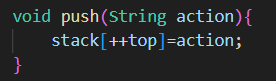 void push(String action){
    stack[++top]=action;
}